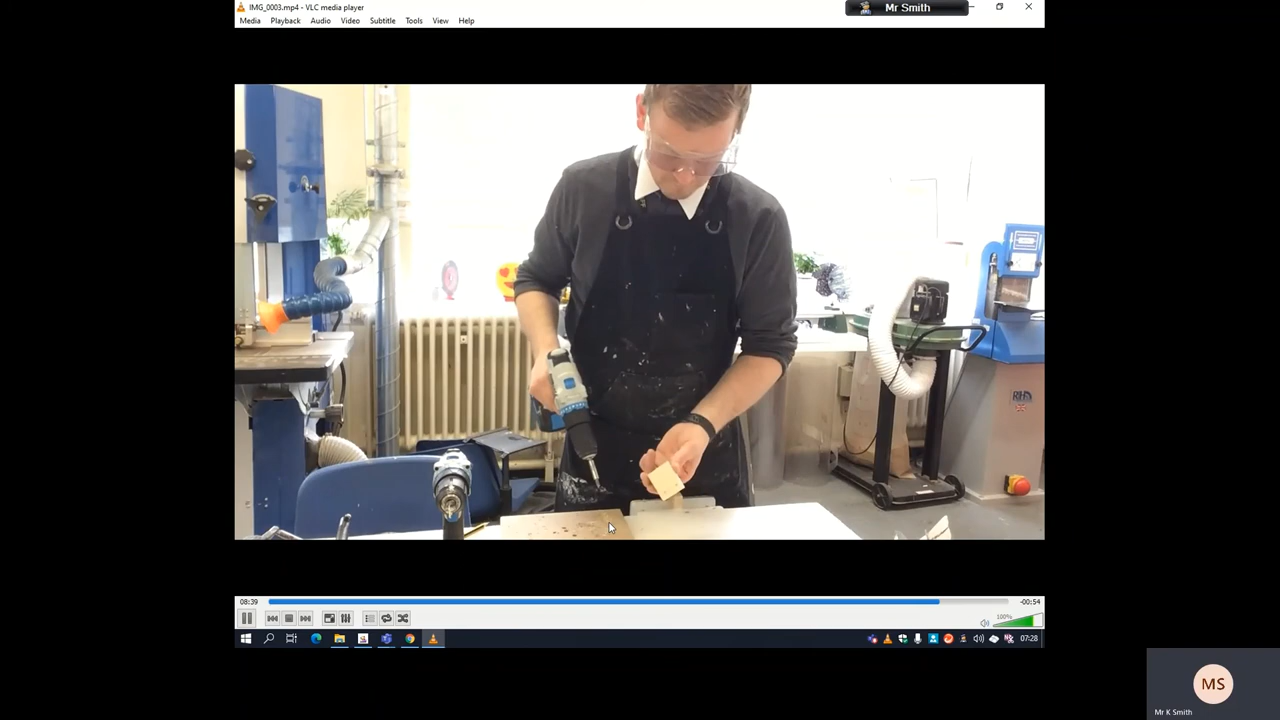 IMG_0003.mp4 - VLC media player
Mr Smith
Media Playback Audio Video Subtitle Tools View Help
08:39
-00:54
100%
07:28
MS
Mr K Smith